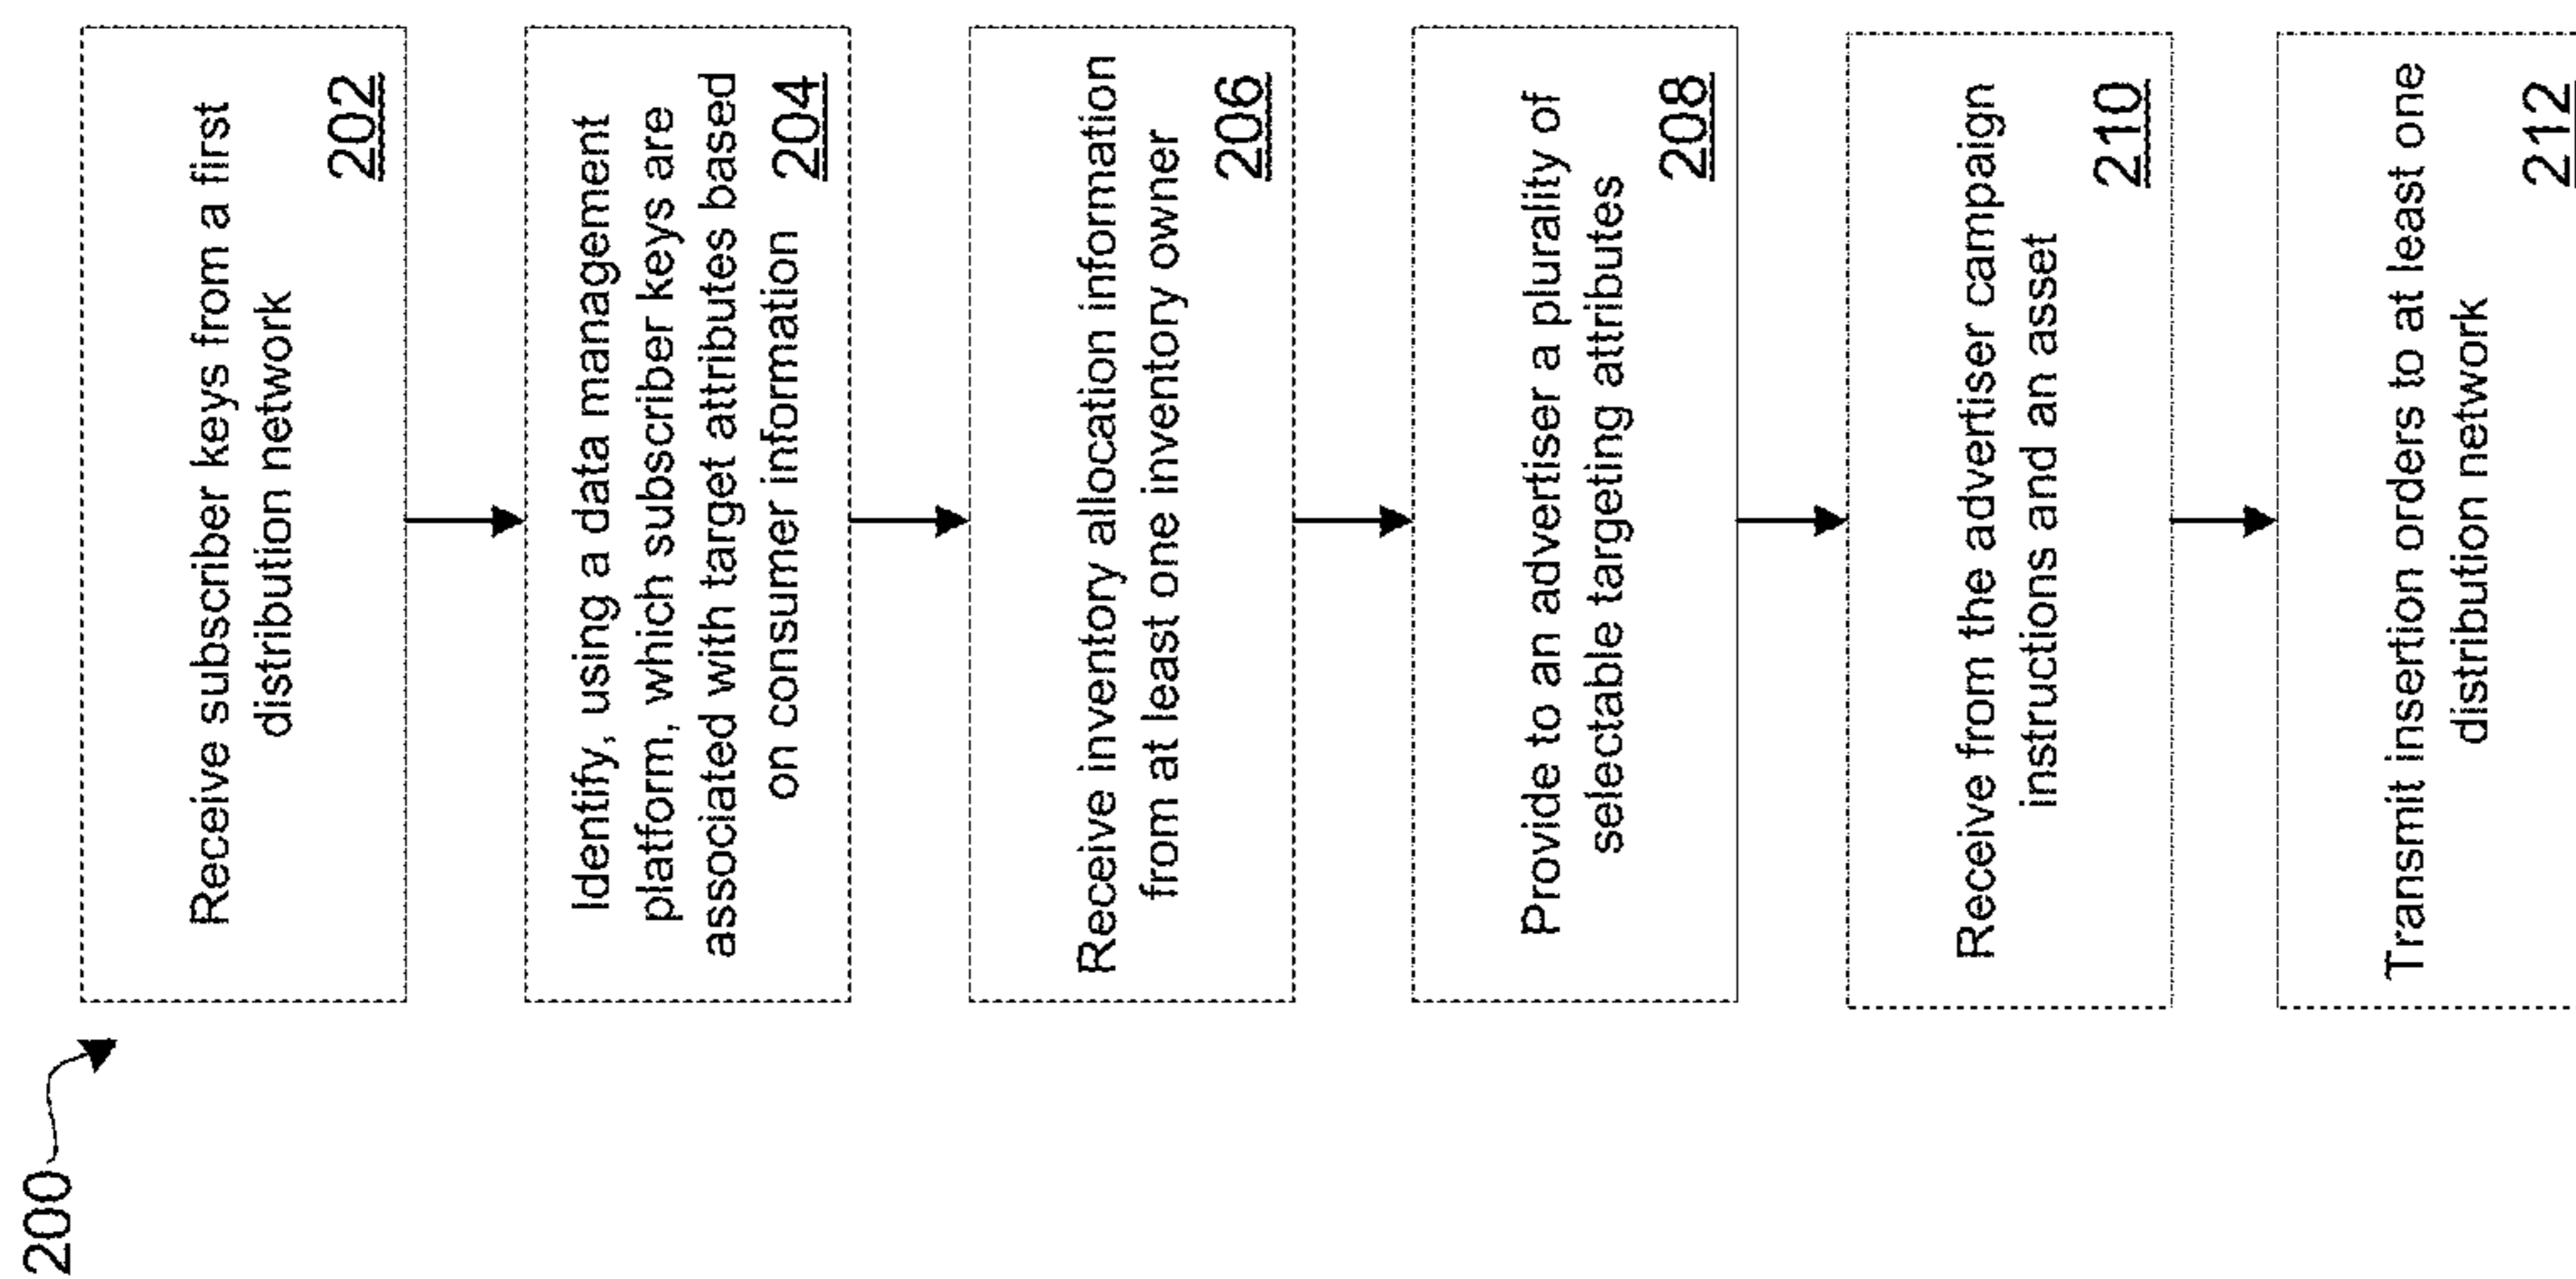 200
Receive subscriber keys from a first
distribution network
202
Identify, using a data management
platform, which subscriber keys are
associated with target attributes based
on consumer information 204
Receive inventory allocation information
from at least one inventory owner
206
Provide to an advertiser a plurality of
selectable targeting attributes
208
Receive from the advertiser campaign
instructions and an asset
210
Transmit insertion orders to at least one
distribution network
212